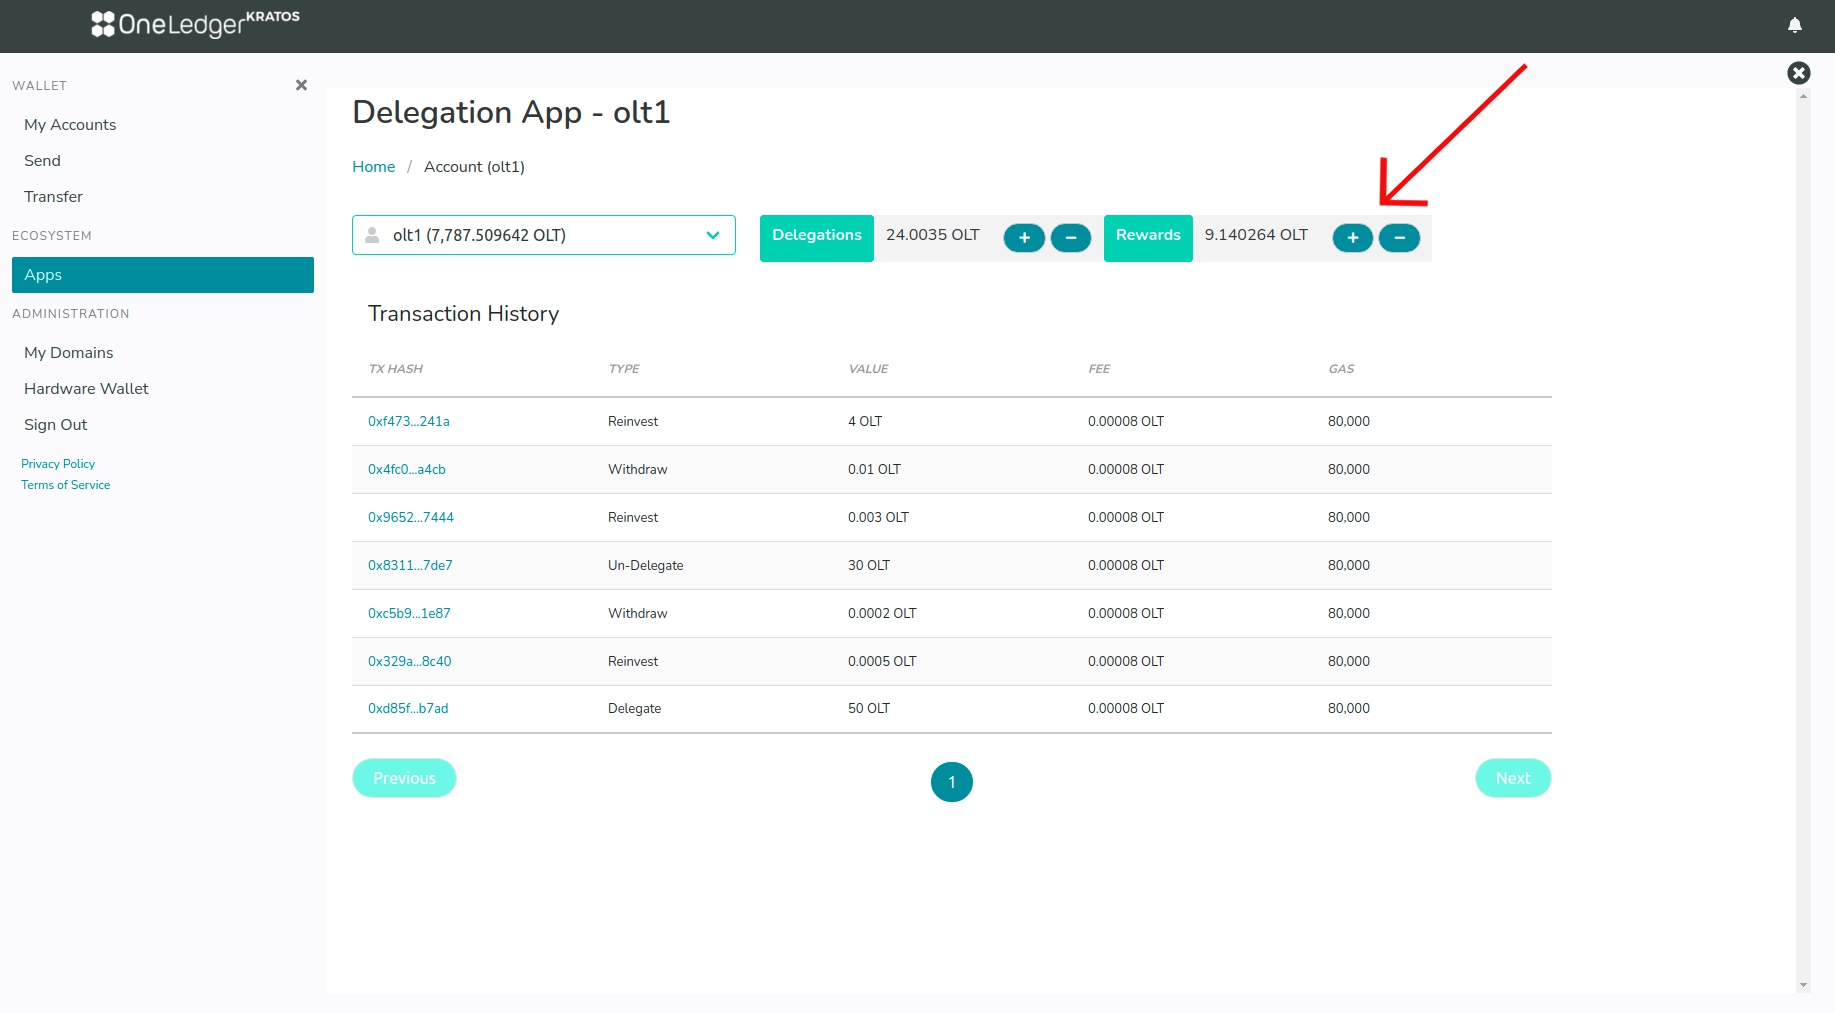 OneLedger KRATOS
WALLET
My Accounts
Send
Transfer
ECOSYSTEM
Apps
ADMINISTRATION
My Domains
Hardware Wallet
Sign Out
Privacy Policy
Terms of Service
Delegation App - olt1
Home / Account (olt1)
olt1 (7,787.509642 OLT)
Delegations 24.0035 OLT + − Rewards 9.140264 OLT + −
Transaction History
TX HASH TYPE VALUE FEE GAS
0xf473...241a Reinvest 4 OLT 0.00008 OLT 80,000
0x4fc0...a4cb Withdraw 0.01 OLT 0.00008 OLT 80,000
0x9652...7444 Reinvest 0.003 OLT 0.00008 OLT 80,000
0x8311...7de7 Un-Delegate 30 OLT 0.00008 OLT 80,000
0xc5b9...1e87 Withdraw 0.0002 OLT 0.00008 OLT 80,000
0x329a...8c40 Reinvest 0.0005 OLT 0.00008 OLT 80,000
0xd85f...b7ad Delegate 50 OLT 0.00008 OLT 80,000
Previous 1 Next